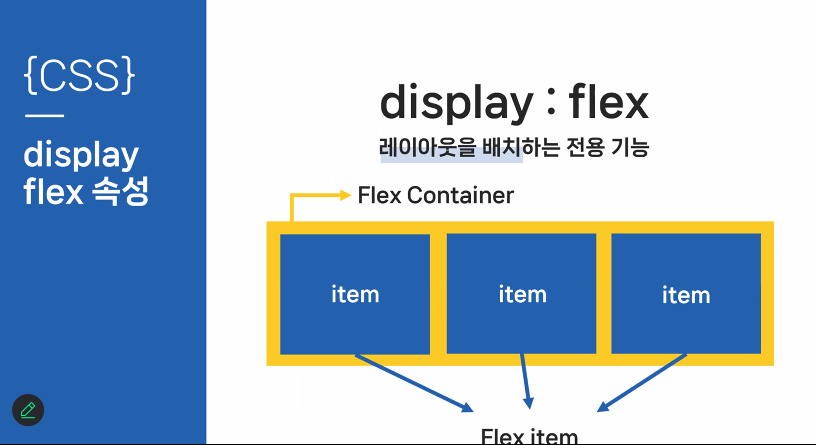 {CSS}
display
flex 속성
display : flex
레이아웃을 배치하는 전용 기능
Flex Container
item
item
item
Flex item